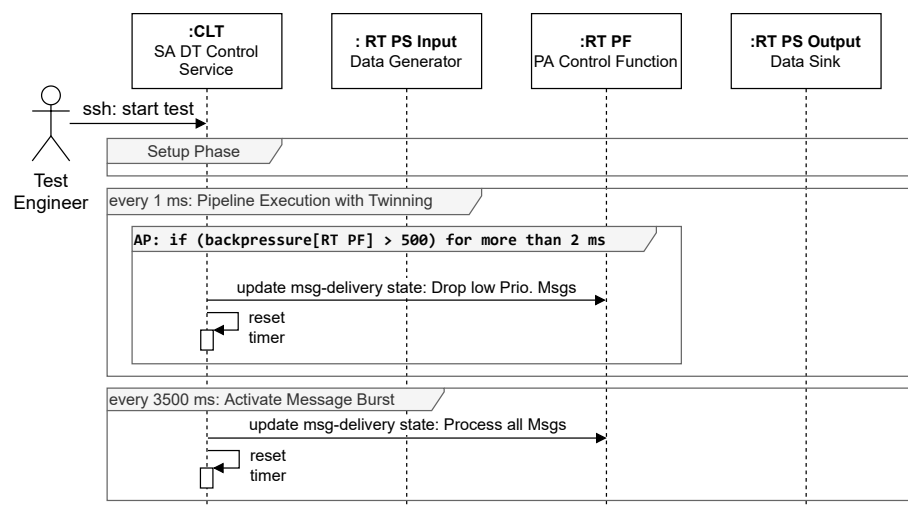 :CLT
SA DT Control
Service
: RT PS Input
Data Generator
:RT PF
PA Control Function
:RT PS Output
Data Sink
ssh: start test
Test
Engineer
Setup Phase
every 1 ms: Pipeline Execution with Twinning
AP: if (backpressure[RT PF] > 500) for more than 2 ms
update msg-delivery state: Drop low Prio. Msgs
reset
timer
every 3500 ms: Activate Message Burst
update msg-delivery state: Process all Msgs
reset
timer